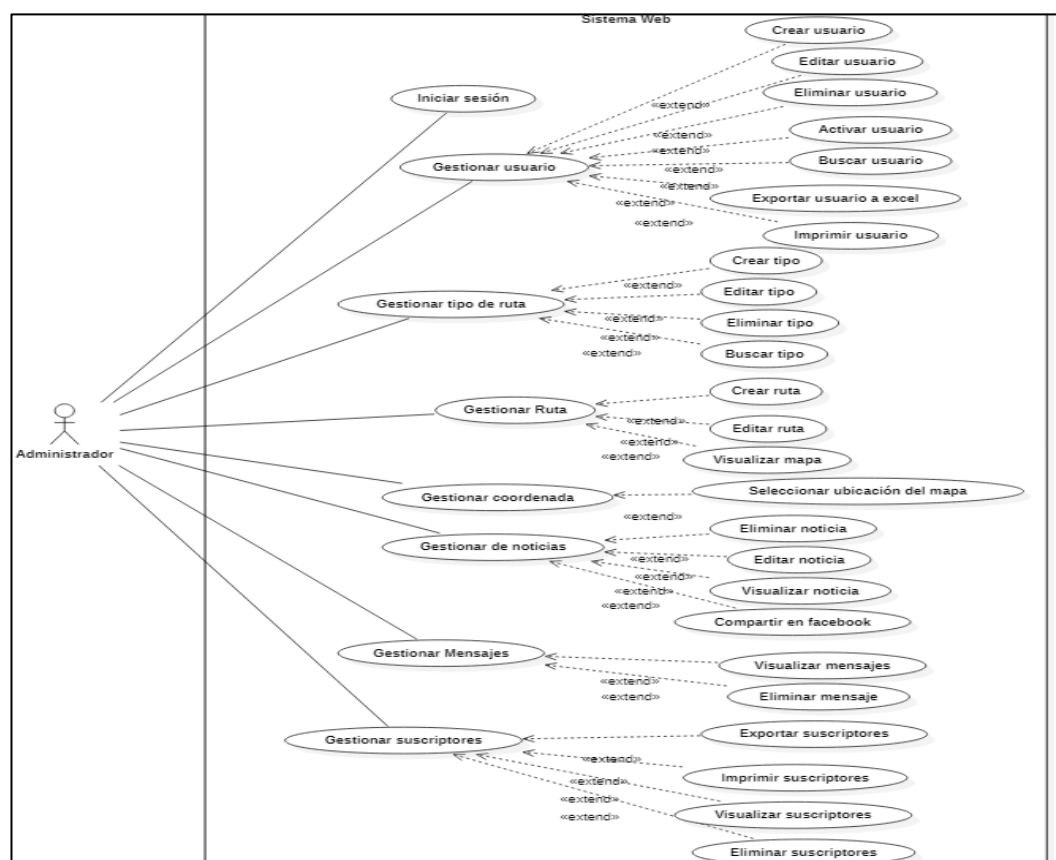 Sistema Web
Crear usuario
Editar usuario
Eliminar usuario
Iniciar sesión
«extend»
Activar usuario
«extend»
«extend»
Buscar usuario
Gestionar usuario
«extend»
«extend»
Exportar usuario a excel
«extend»
«extend»
Imprimir usuario
Crear tipo
«extend»
Editar tipo
Gestionar tipo de ruta
«extend»
Eliminar tipo
«extend»
«extend»
Buscar tipo
Crear ruta
Gestionar Ruta
«extend»
Editar ruta
«extend»
«extend»
Visualizar mapa
Administrador
Gestionar coordenada
Seleccionar ubicación del mapa
«extend»
Eliminar noticia
Gestionar de noticias
«extend»
Editar noticia
«extend»
«extend»
Visualizar noticia
«extend»
Compartir en facebook
Gestionar Mensajes
Visualizar mensajes
«extend»
«extend»
Eliminar mensaje
Gestionar suscriptores
Exportar suscriptores
«extend»
Imprimir suscriptores
«extend»
«extend»
«extend»
Visualizar suscriptores
Eliminar suscriptores